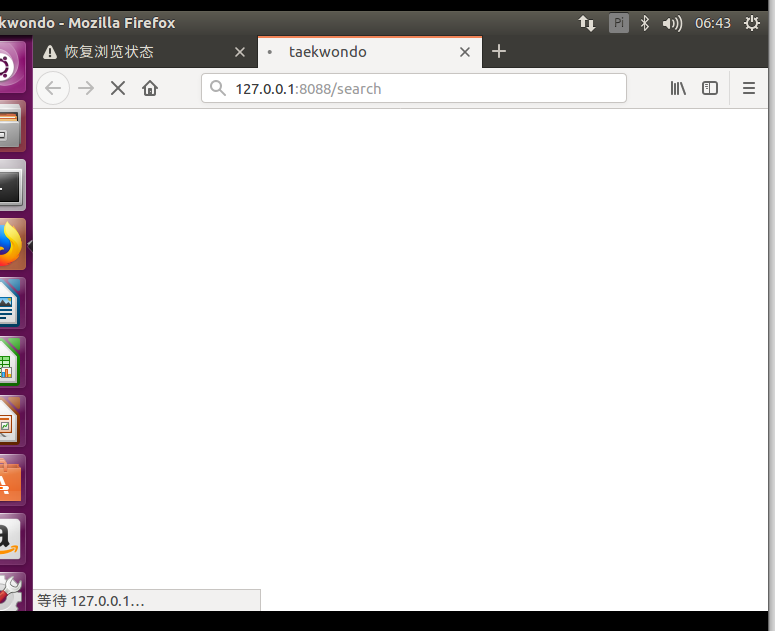 kwondo - Mozilla Firefox
Pi
06:43
恢复浏览状态
taekwondo
127.0.0.1:8088/search
等待 127.0.0.1…